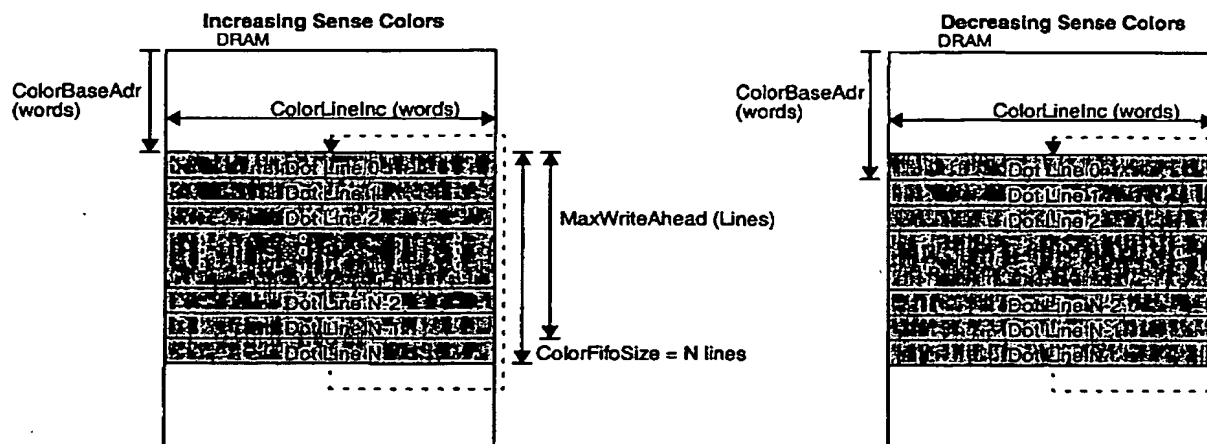 Increasing Sense Colors
DRAM
ColorBaseAdr
(words)
ColorLineInc (words)
Dot Line 0
Dot Line 1
Dot Line 2
Dot Line N-2
Dot Line N-1
Dot Line N
MaxWriteAhead (Lines)
ColorFifoSize = N lines
Decreasing Sense Colors
DRAM
ColorBaseAdr
(words)
ColorLineInc (words)
Dot Line 0
Dot Line 1
Dot Line 2
Dot Line N-2
Dot Line N-1
Dot Line N